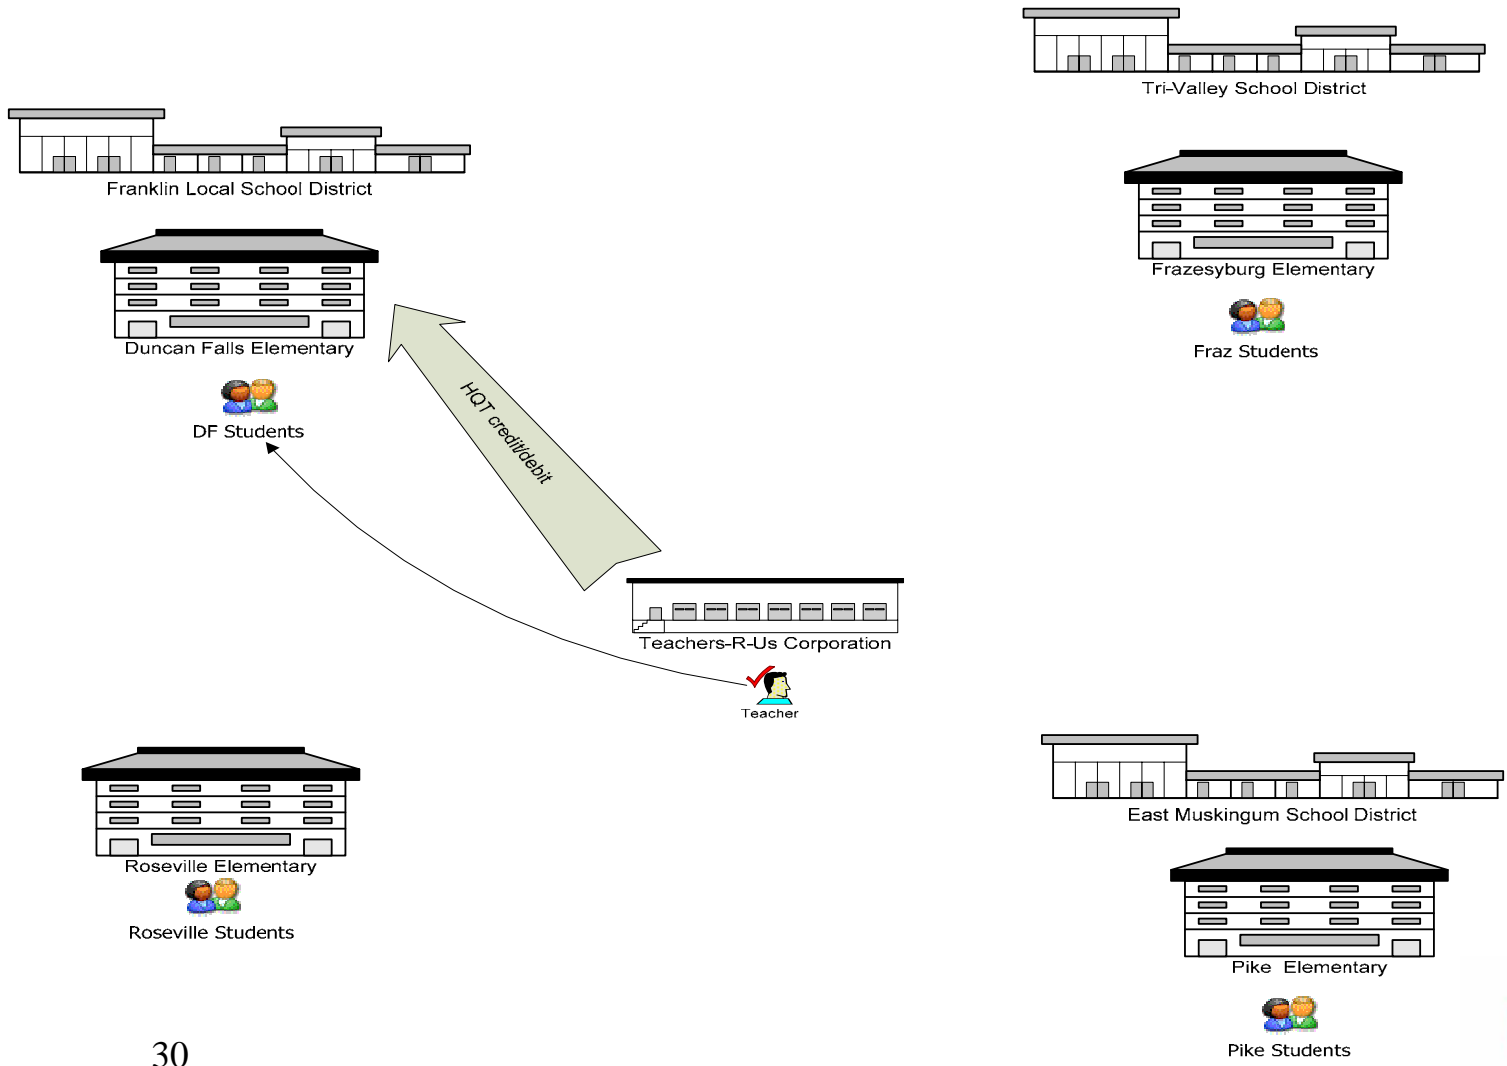 Tri-Valley School District
Franklin Local School District
Frazesyburg Elementary
Duncan Falls Elementary
Fraz Students
DF Students
HQT credit/debit
Teachers-R-Us Corporation
Teacher
East Muskingum School District
Roseville Elementary
Roseville Students
Pike Elementary
Pike Students
30